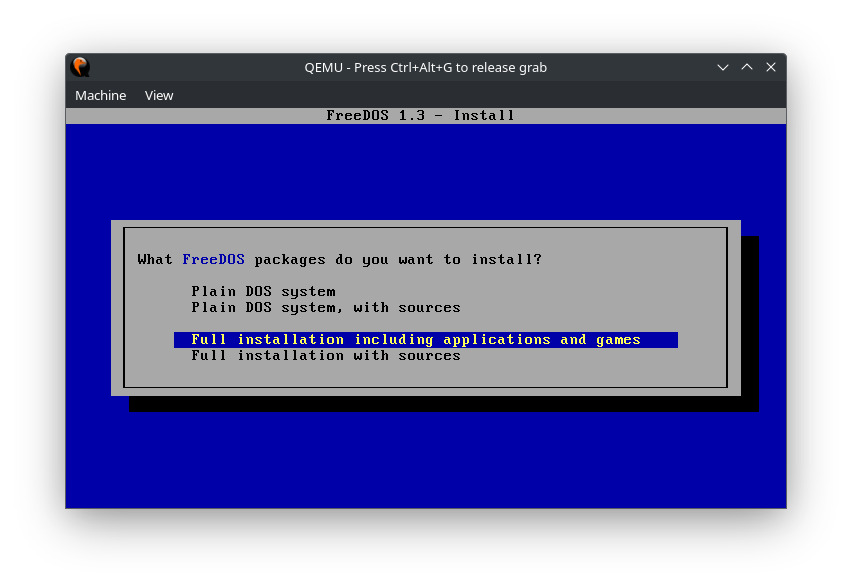 QEMU - Press Ctrl+Alt+G to release grab
Machine View
FreeDOS 1.3 - Install
What FreeDOS packages do you want to install?
Plain DOS system
Plain DOS system, with sources
Full installation including applications and games
Full installation with sources